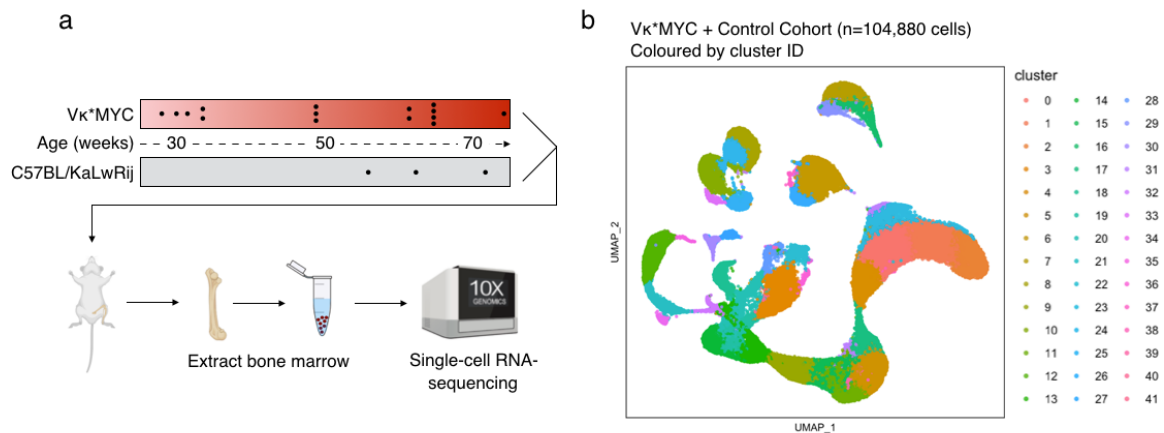 a
Vκ*MYC
Age (weeks) 30 50 70
C57BL/KaLwRij
Extract bone marrow
10X
GENOMICS
Single-cell RNA-
sequencing
b
Vκ*MYC + Control Cohort (n=104,880 cells)
Coloured by cluster ID
UMAP_2
UMAP_1
cluster
0 14 28
1 15 29
2 16 30
3 17 31
4 18 32
5 19 33
6 20 34
7 21 35
8 22 36
9 23 37
10 24 38
11 25 39
12 26 40
13 27 41